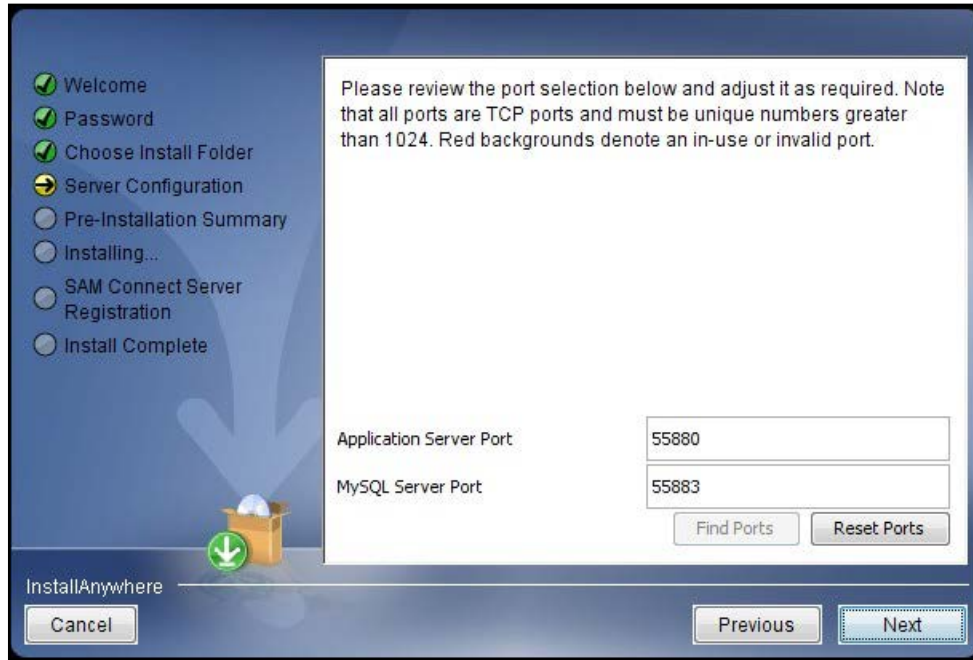 Welcome
Password
Choose Install Folder
Server Configuration
Pre-Installation Summary
Installing...
SAM Connect Server
Registration
Install Complete
Please review the port selection below and adjust it as required. Note
that all ports are TCP ports and must be unique numbers greater
than 1024. Red backgrounds denote an in-use or invalid port.
Application Server Port 55880
MySQL Server Port 55883
Find Ports Reset Ports
InstallAnywhere
Cancel Previous Next